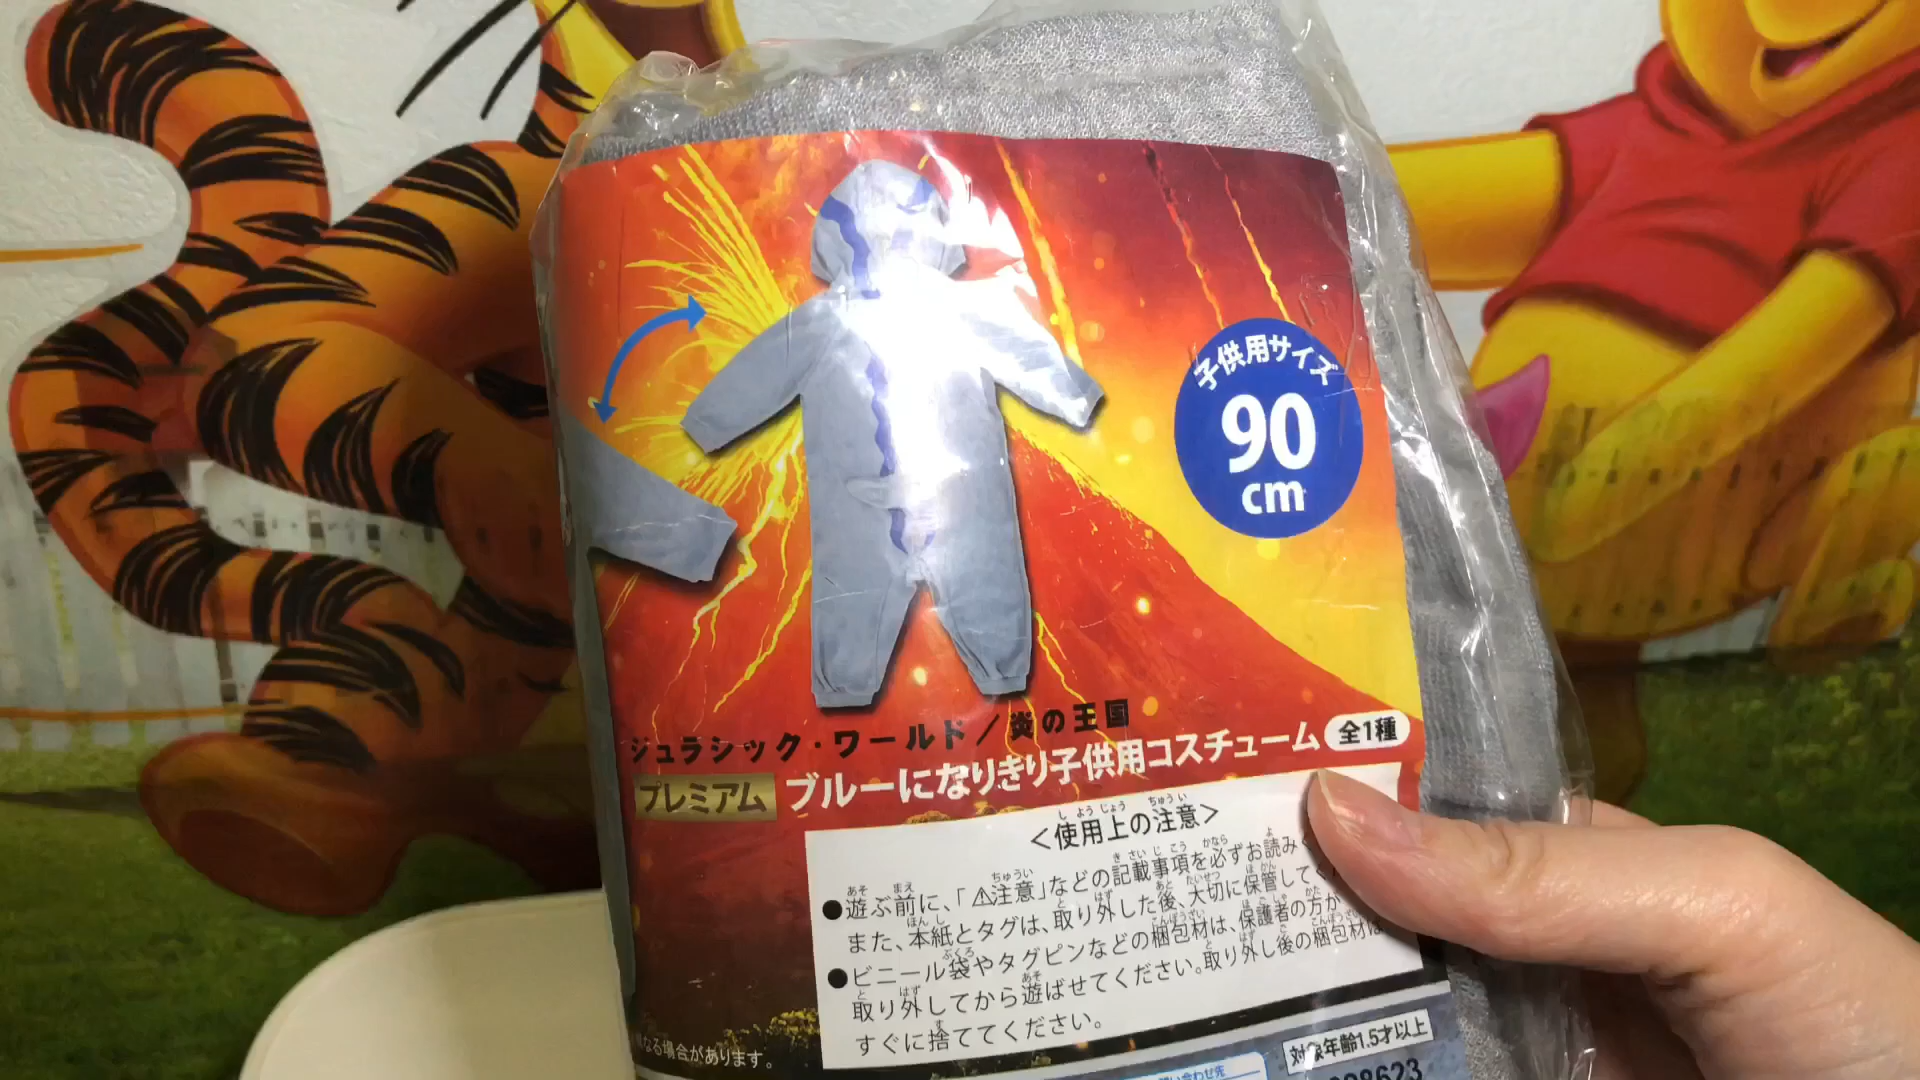 子供用サイズ
90
cm
ジュラシック・ワールド/炎の王国
プレミアム ブルーになりきり子供用コスチューム 全1種
<使用上の注意>
●遊ぶ前に、「⚠注意」などの記載事項を必ずお読み
また、本紙とタグは、取り外した後、大切に保管して
●ビニール袋やタグピンなどの梱包材は、保護者の方が
取り外してから遊ばせてください。取り外し後の梱包材は
すぐに捨ててください。
なる場合があります。
対象年齢1.5才以上
い合わせ先